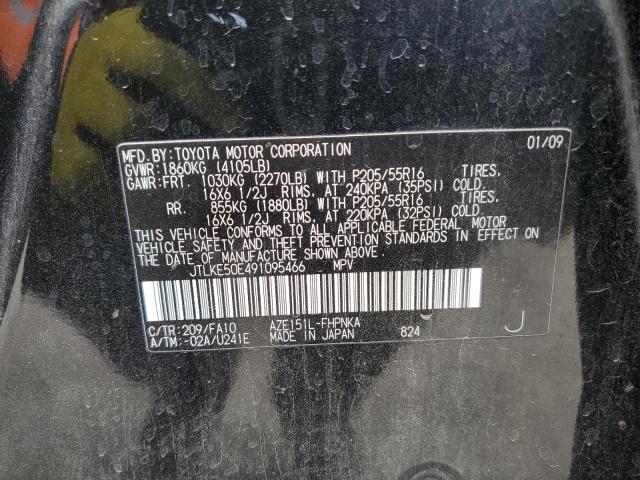 MFD.BY:TOYOTA MOTOR CORPORATION 01/09
GVWR:1860KG (4105LB)
GAWR:FRT. 1030KG (2270LB) WITH P205/55R16 TIRES.
16X6 1/2J RIMS, AT 240KPA (35PSI) COLD.
RR. 855KG (1880LB) WITH P205/55R16 TIRES.
16X6 1/2J RIMS, AT 220KPA (32PSI) COLD.
THIS VEHICLE CONFORMS TO ALL APPLICABLE FEDERAL MOTOR
VEHICLE SAFETY AND THEFT PREVENTION STANDARDS IN EFFECT ON
THE DATE OF MANUFACTURE SHOWN ABOVE.
JTLKE50E491095466 MPV
C/TR:209/FA10 AZE151L-FHPNKA
A/TM:-02A/U241E MADE IN JAPAN 824 J